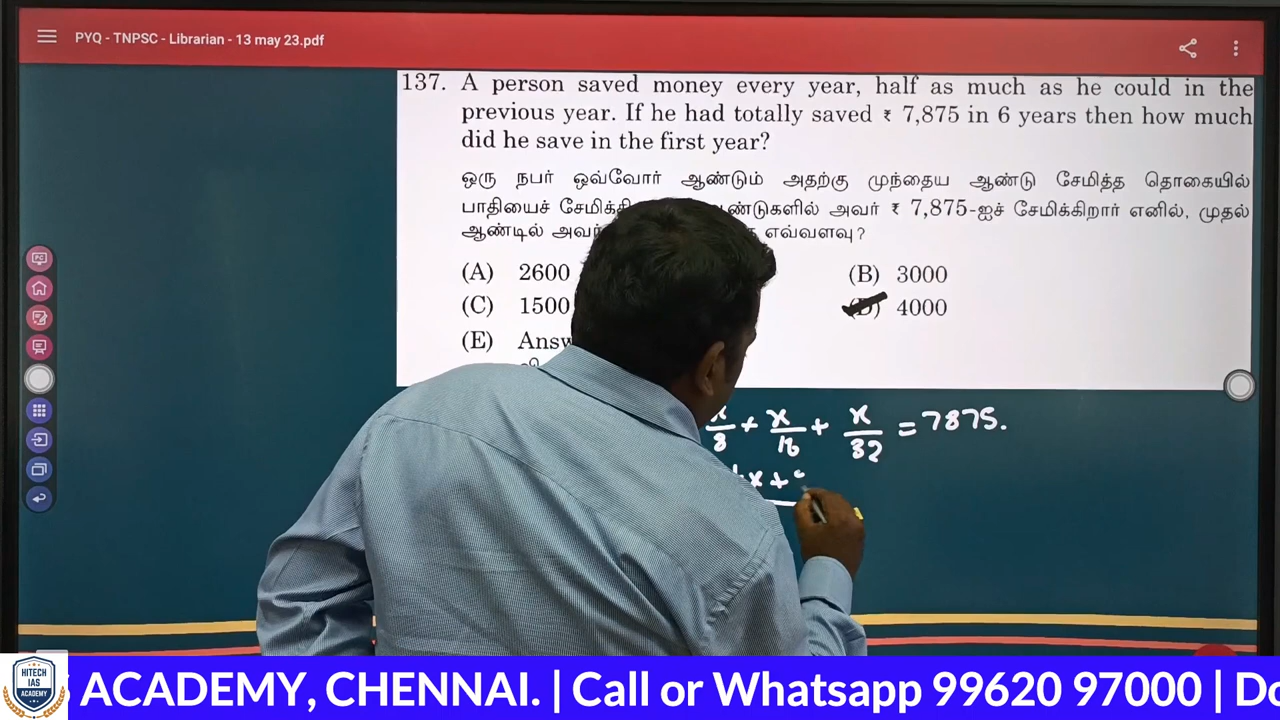 PYQ - TNPSC - Librarian - 13 may 23.pdf
137. A person saved money every year, half as much as he could in the
previous year. If he had totally saved ₹ 7,875 in 6 years then how much
did he save in the first year?
ஒரு நபர் ஒவ்வோர் ஆண்டும் அதற்கு முந்தைய ஆண்டு சேமித்த தொகையில்
பாதியைச் ஆண்டுகளில் அவர் ₹ 7,875-ஐச் சேமிக்கிறார் எனில், முதல்
ஆண்டில் எவ்வளவு?
(A) 2600 (B) 3000
(C) 1500 (D) 4000
(E)
x/8 + x/16 + x/32 = 7875.
x +
HITECH IAS ACADEMY
ACADEMY, CHENNAI. | Call or Whatsapp 99620 97000 |